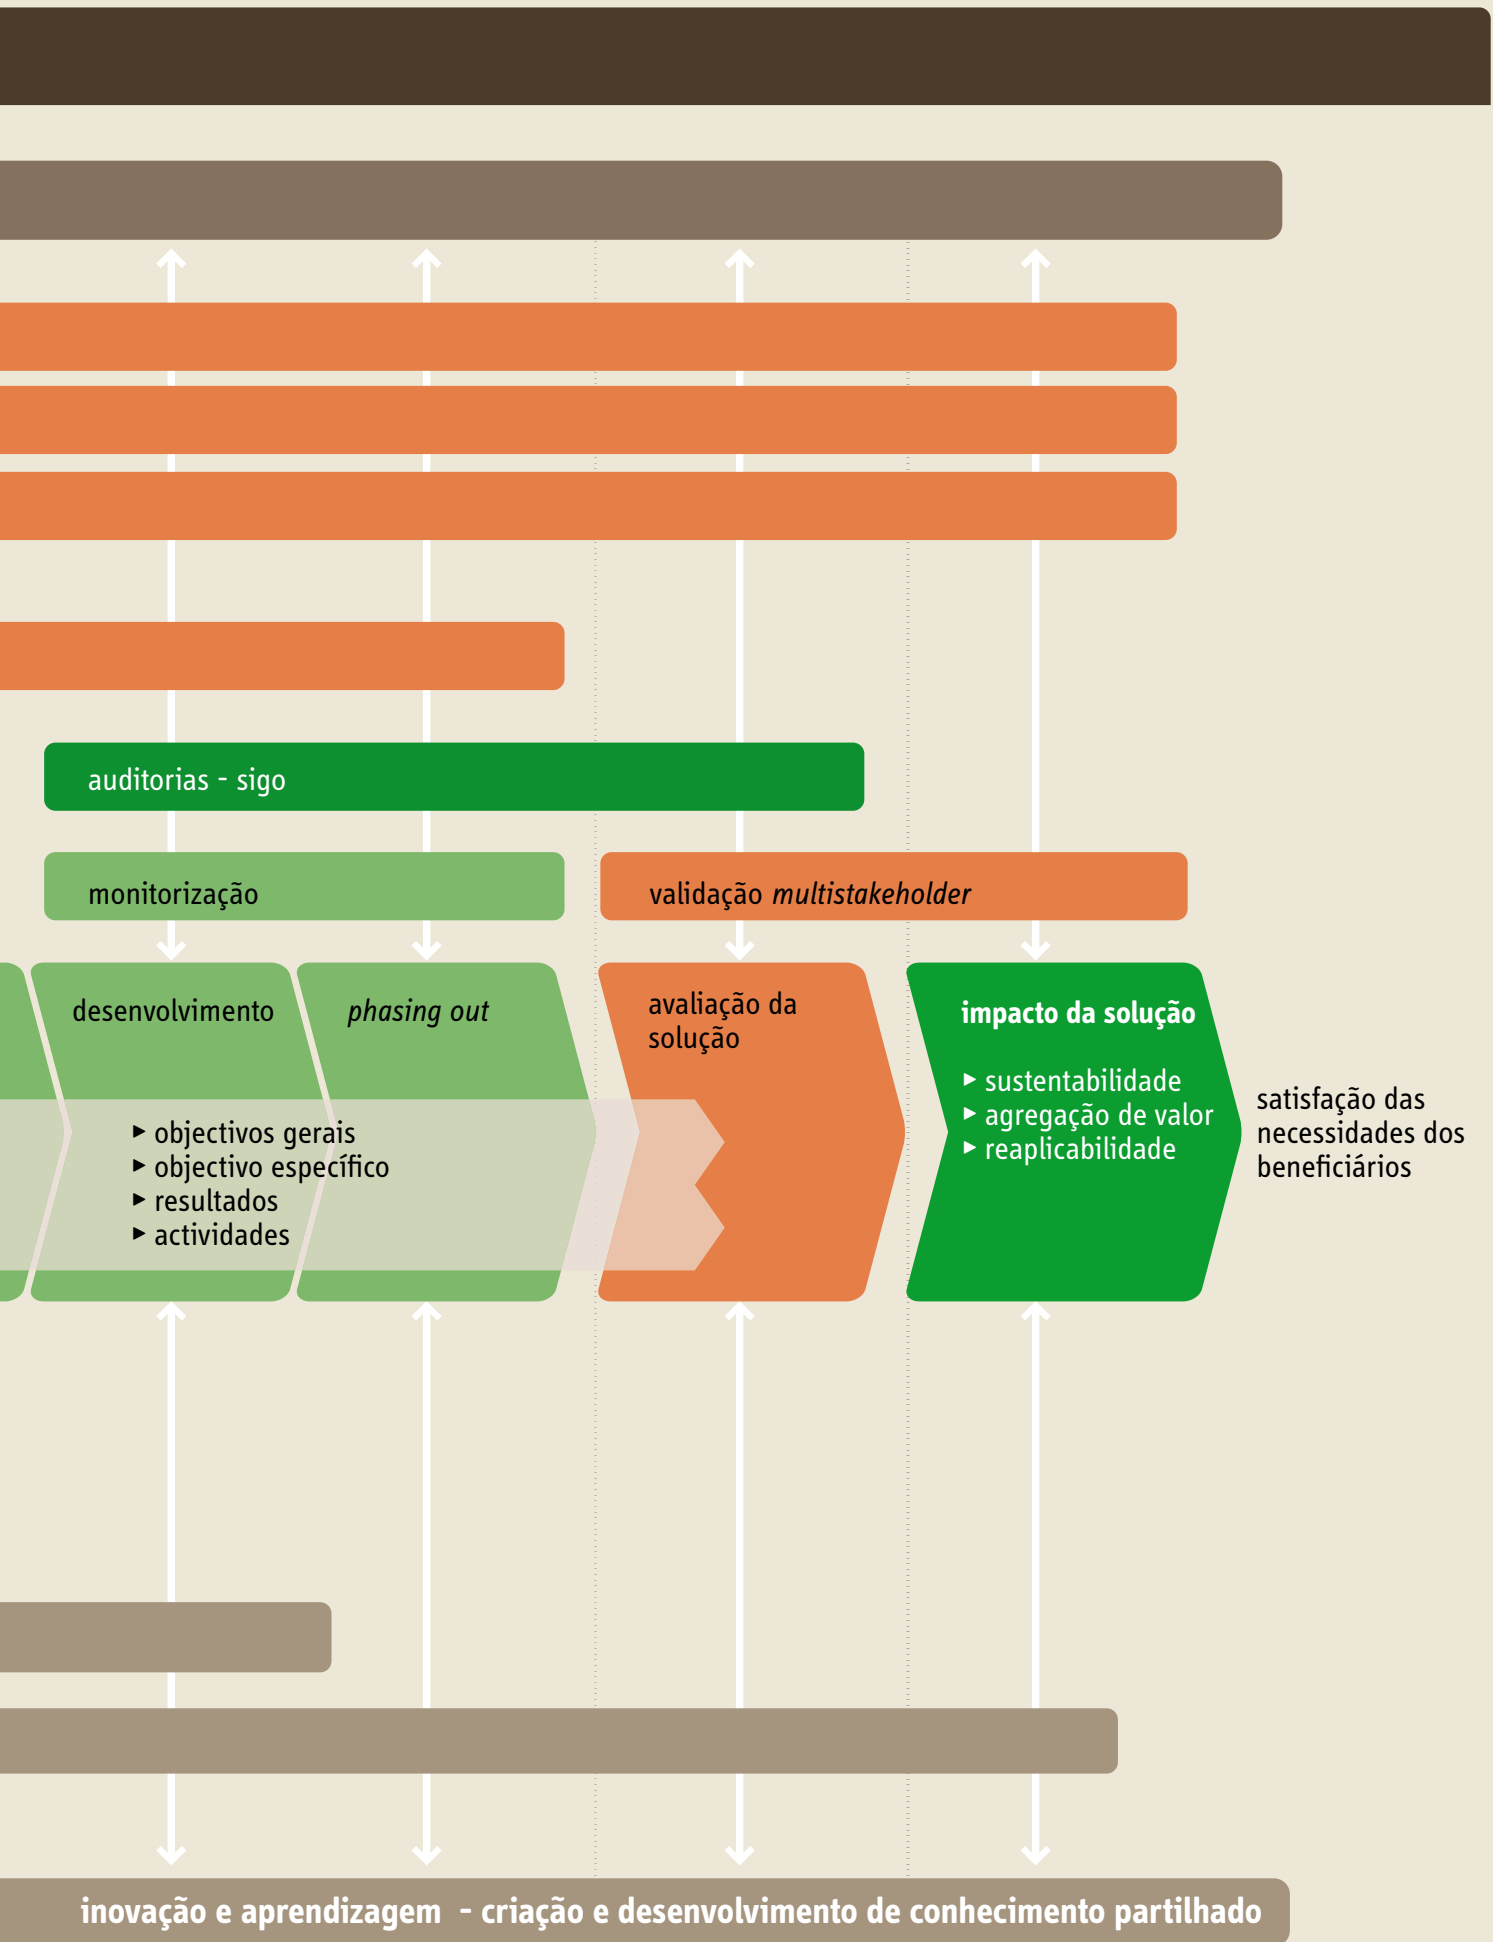 auditorias - sigo
monitorização
validação multistakeholder
desenvolvimento
phasing out
avaliação da
solução
impacto da solução
▸ sustentabilidade
▸ agregação de valor
▸ reaplicabilidade
▸ objectivos gerais
▸ objectivo específico
▸ resultados
▸ actividades
satisfação das
necessidades dos
beneficiários
inovação e aprendizagem - criação e desenvolvimento de conhecimento partilhado